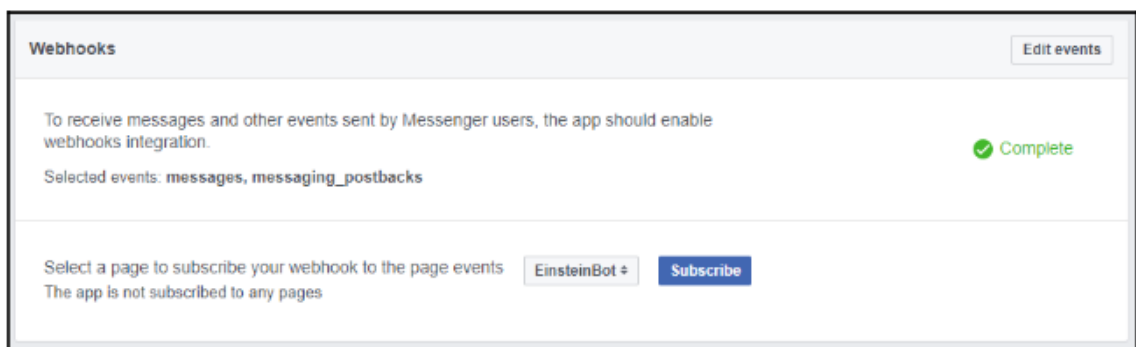 Webhooks
Edit events
To receive messages and other events sent by Messenger users, the app should enable
webhooks integration.
Complete
Selected events: messages, messaging_postbacks
Select a page to subscribe your webhook to the page events
EinsteinBot
Subscribe
The app is not subscribed to any pages